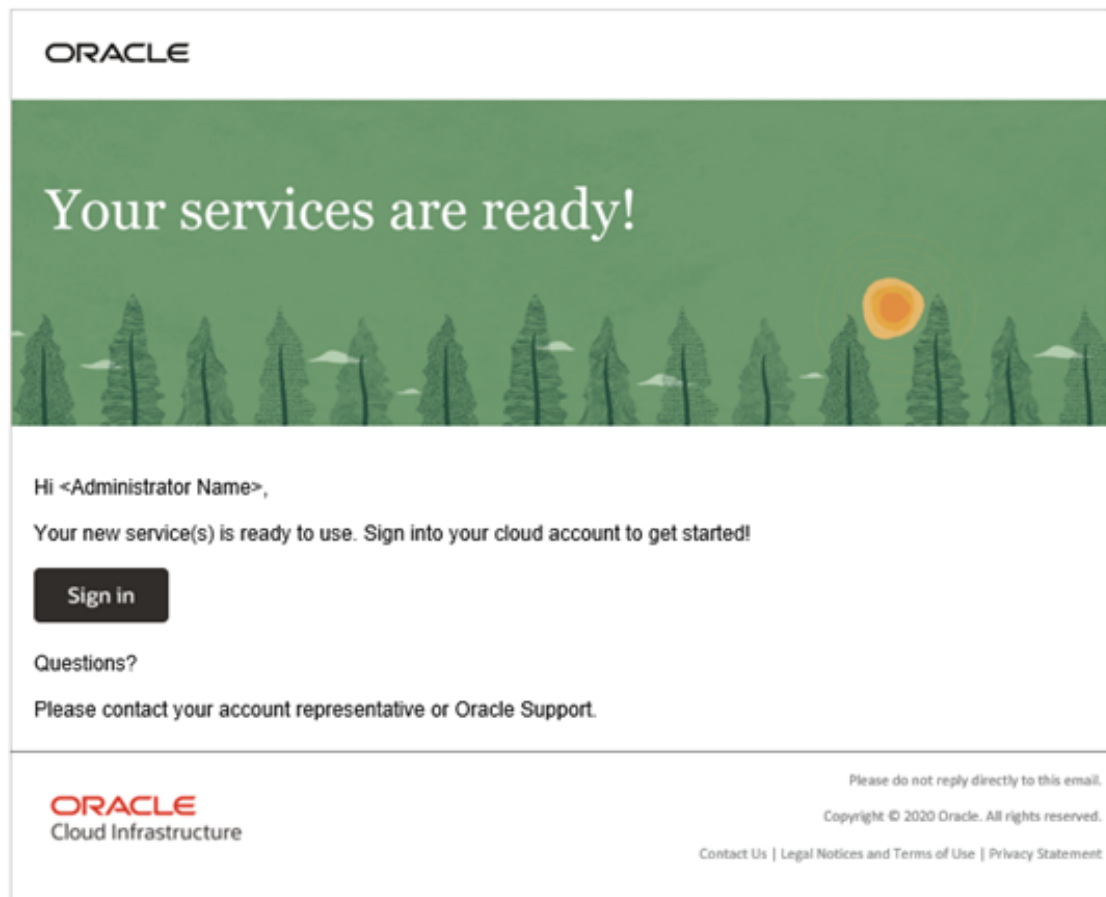 ORACLE
Your services are ready!
Hi <Administrator Name>,
Your new service(s) is ready to use. Sign into your cloud account to get started!
Sign in
Questions?
Please contact your account representative or Oracle Support.
ORACLE
Cloud Infrastructure
Please do not reply directly to this email.
Copyright © 2020 Oracle. All rights reserved.
Contact Us | Legal Notices and Terms of Use | Privacy Statement